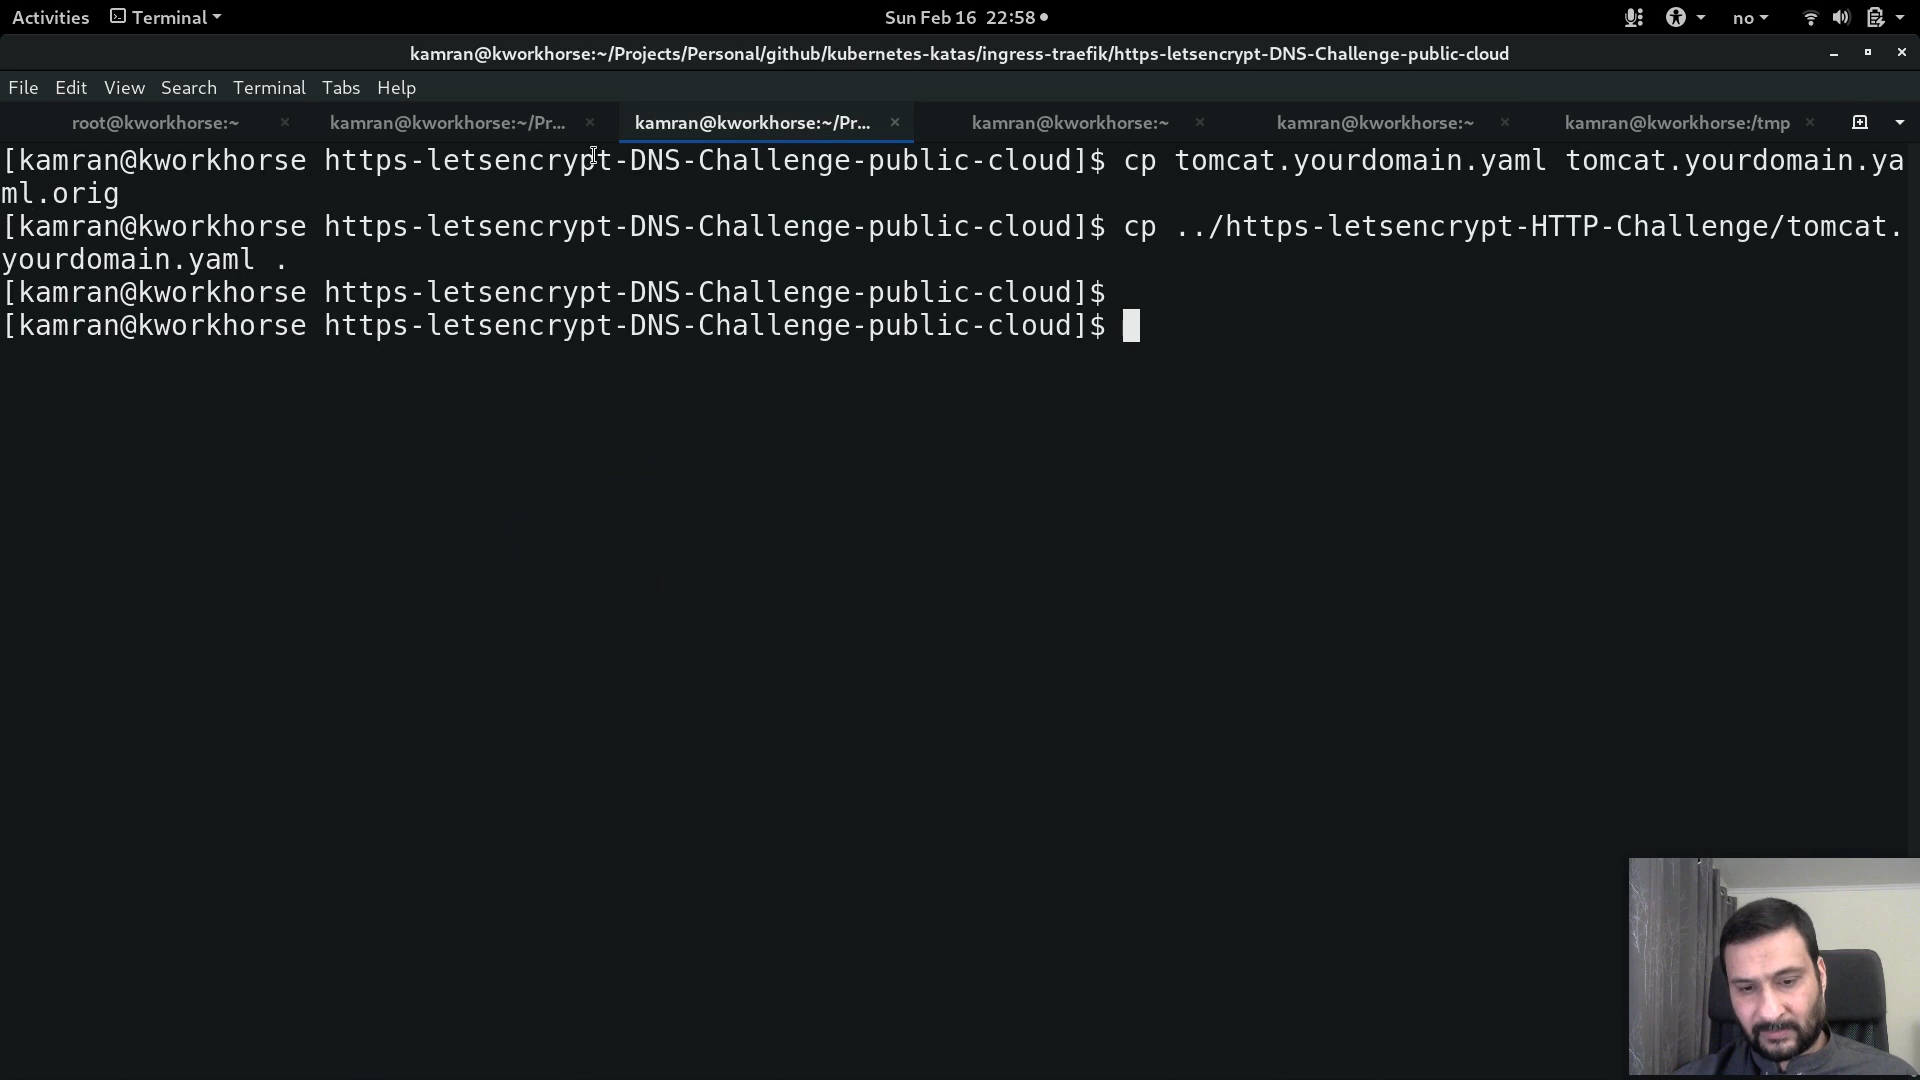 Activities Terminal Sun Feb 16 22:58 no
kamran@kworkhorse:~/Projects/Personal/github/kubernetes-katas/ingress-traefik/https-letsencrypt-DNS-Challenge-public-cloud
File Edit View Search Terminal Tabs Help
root@kworkhorse:~ × kamran@kworkhorse:~/Pr... × kamran@kworkhorse:~/Pr... × kamran@kworkhorse:~ × kamran@kworkhorse:~ × kamran@kworkhorse:/tmp ×
[kamran@kworkhorse https-letsencrypt-DNS-Challenge-public-cloud]$ cp tomcat.yourdomain.yaml tomcat.yourdomain.ya
ml.orig
[kamran@kworkhorse https-letsencrypt-DNS-Challenge-public-cloud]$ cp ../https-letsencrypt-HTTP-Challenge/tomcat.
yourdomain.yaml .
[kamran@kworkhorse https-letsencrypt-DNS-Challenge-public-cloud]$
[kamran@kworkhorse https-letsencrypt-DNS-Challenge-public-cloud]$